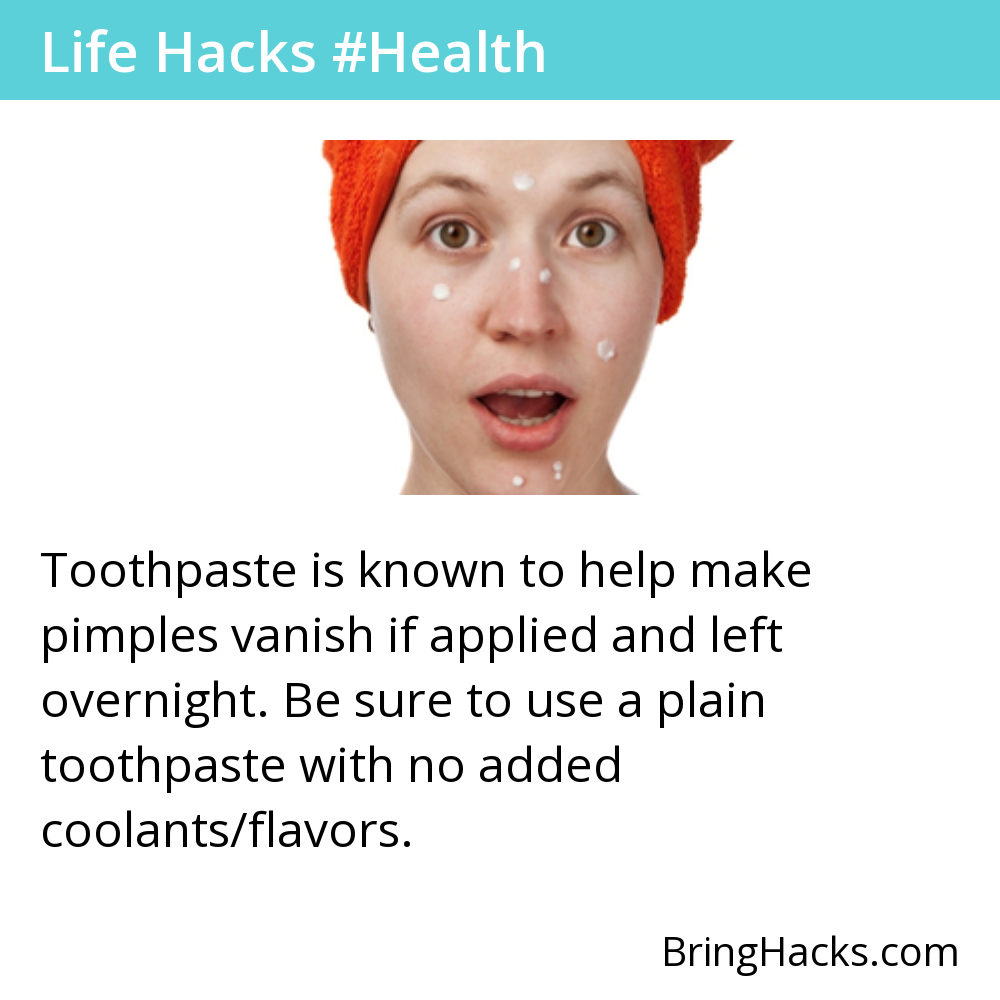 Life Hacks #Health
Toothpaste is known to help make
pimples vanish if applied and left
overnight. Be sure to use a plain
toothpaste with no added
coolants/flavors.
BringHacks.com